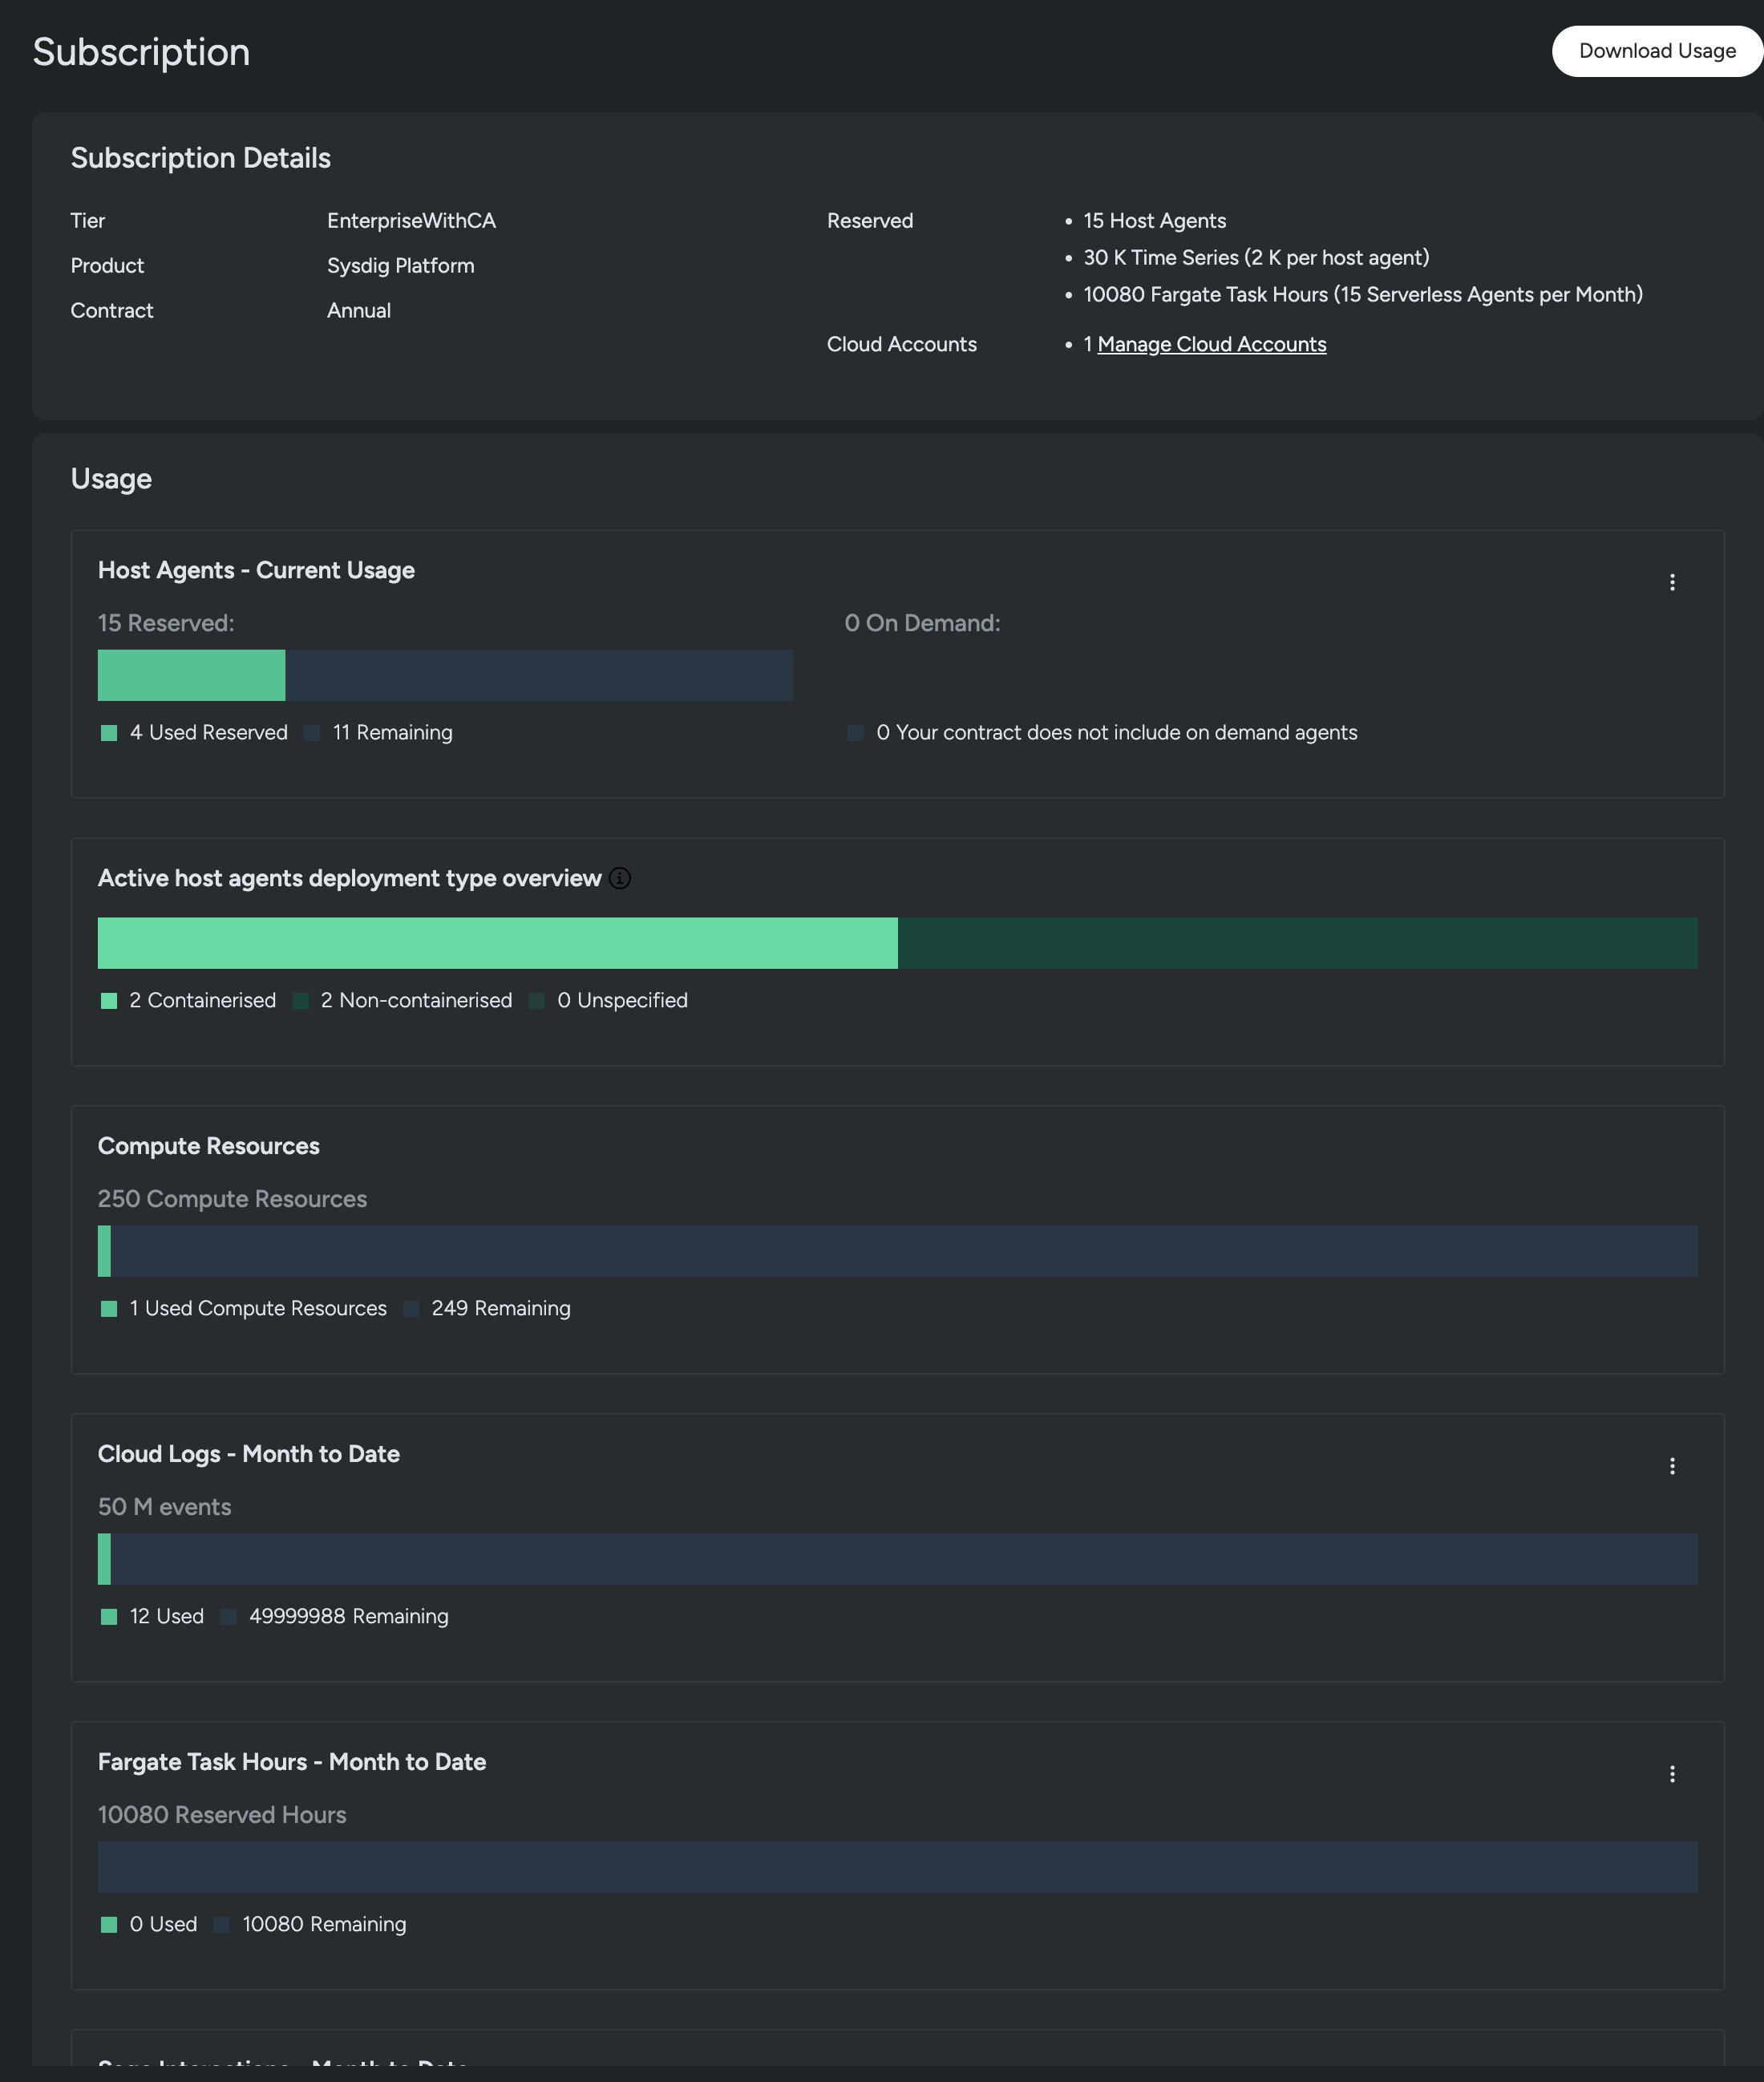 Subscription
Download Usage
Subscription Details
Tier EnterpriseWithCA
Product Sysdig Platform
Contract Annual
Reserved
15 Host Agents
30 K Time Series (2 K per host agent)
10080 Fargate Task Hours (15 Serverless Agents per Month)
Cloud Accounts 1 Manage Cloud Accounts
Usage
Host Agents - Current Usage
15 Reserved:
4 Used Reserved 11 Remaining
0 On Demand:
0 Your contract does not include on demand agents
Active host agents deployment type overview
2 Containerised 2 Non-containerised 0 Unspecified
Compute Resources
250 Compute Resources
1 Used Compute Resources 249 Remaining
Cloud Logs - Month to Date
50 M events
12 Used 49999988 Remaining
Fargate Task Hours - Month to Date
10080 Reserved Hours
0 Used 10080 Remaining
Sage Interactions - Month to Date